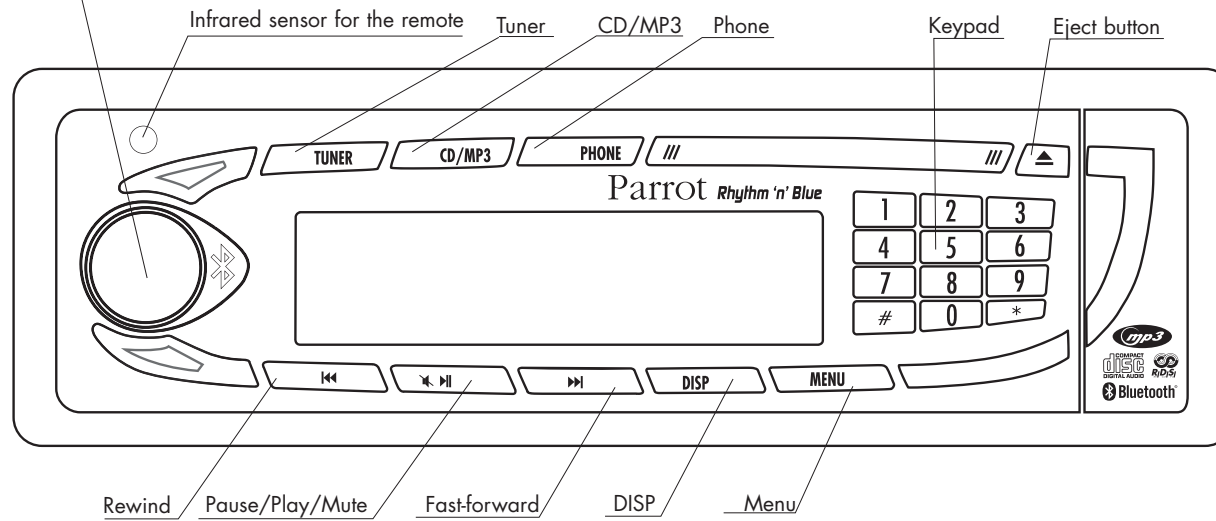 Infrared sensor for the remote
Tuner
CD/MP3
Phone
Keypad
Eject button
TUNER
CD/MP3
PHONE
Parrot Rhythm 'n' Blue
1 2 3
4 5 6
7 8 9
# 0 *
mp3
COMPACT
disc
DIGITAL AUDIO
R.D.S.
Bluetooth®
DISP
MENU
Rewind
Pause/Play/Mute
Fast-forward
DISP
Menu